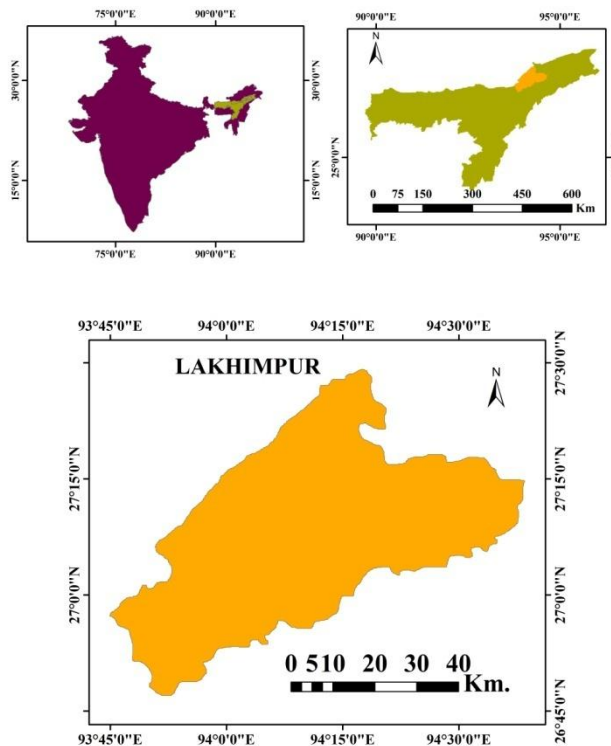 75°0'0"E 90°0'0"E
30°0'0"N 30°0'0"N
15°0'0"N 15°0'0"N
75°0'0"E 90°0'0"E
90°0'0"E 95°0'0"E
N
25°0'0"N 25°0'0"N
0 75 150 300 450 600
Km
90°0'0"E 95°0'0"E
93°45'0"E 94°0'0"E 94°15'0"E 94°30'0"E
LAKHIMPUR
N
27°30'0"N
27°15'0"N 27°15'0"N
27°0'0"N 27°0'0"N
0 510 20 30 40
Km.
26°45'0"N
93°45'0"E 94°0'0"E 94°15'0"E 94°30'0"E